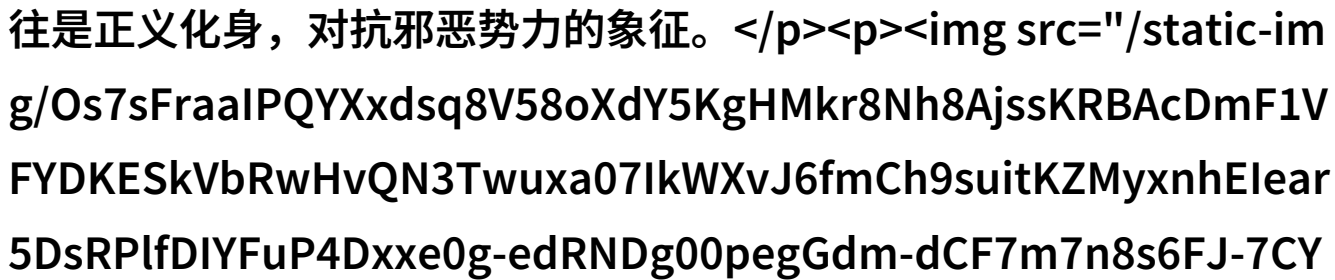 往是正义化身，对抗邪恶势力的象征。</p><p><img src="/static-im
g/Os7sFraaIPQYXxdsq8V58oXdY5KgHMkr8Nh8AjssKRBAcDmF1V
FYDKESkVbRwHvQN3Twuxa07IkWXvJ6fmCh9suitKZMyxnhEIear
5DsRPlfDIYFuP4Dxxe0g-edRNDg00pegGdm-dCF7m7n8s6FJ-7CY